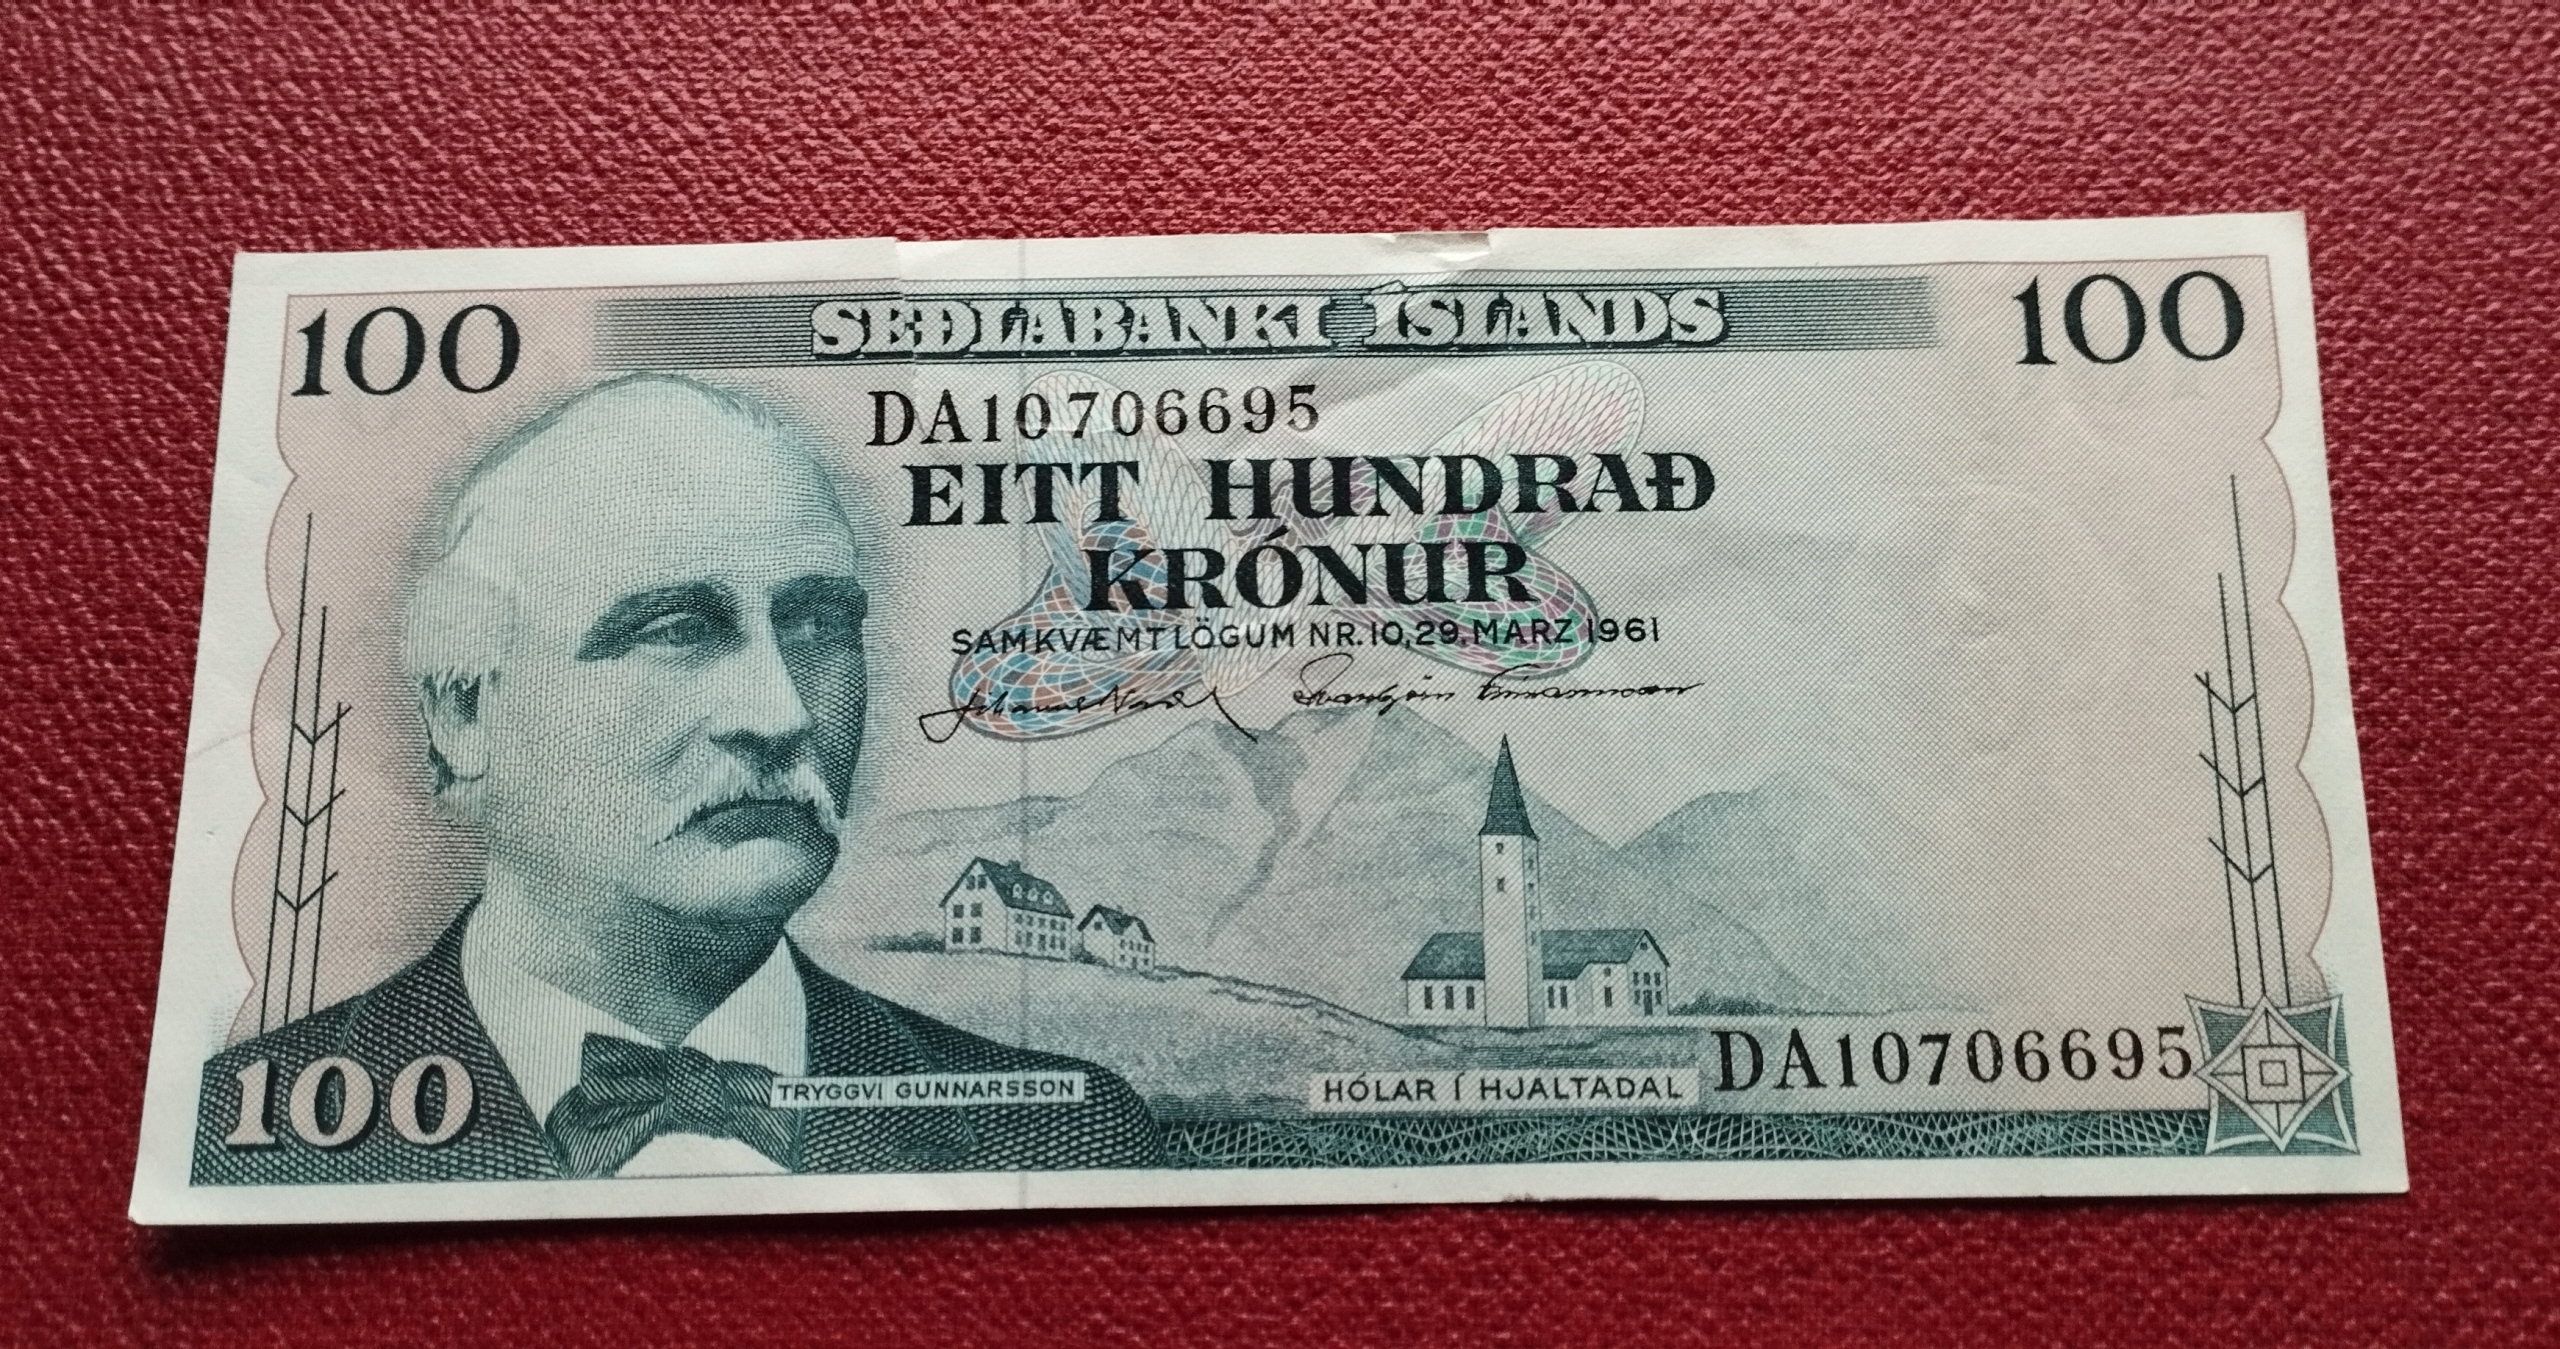 100 SEÐLABANKI ÍSLANDS 100
DA10706695
EITT HUNDRAÐ
KRÓNUR
SAMKVÆMT LÖGUM NR.10,29.MARZ 1961
100 TRYGGVI GUNNARSSON HÓLAR Í HJALTADAL DA10706695